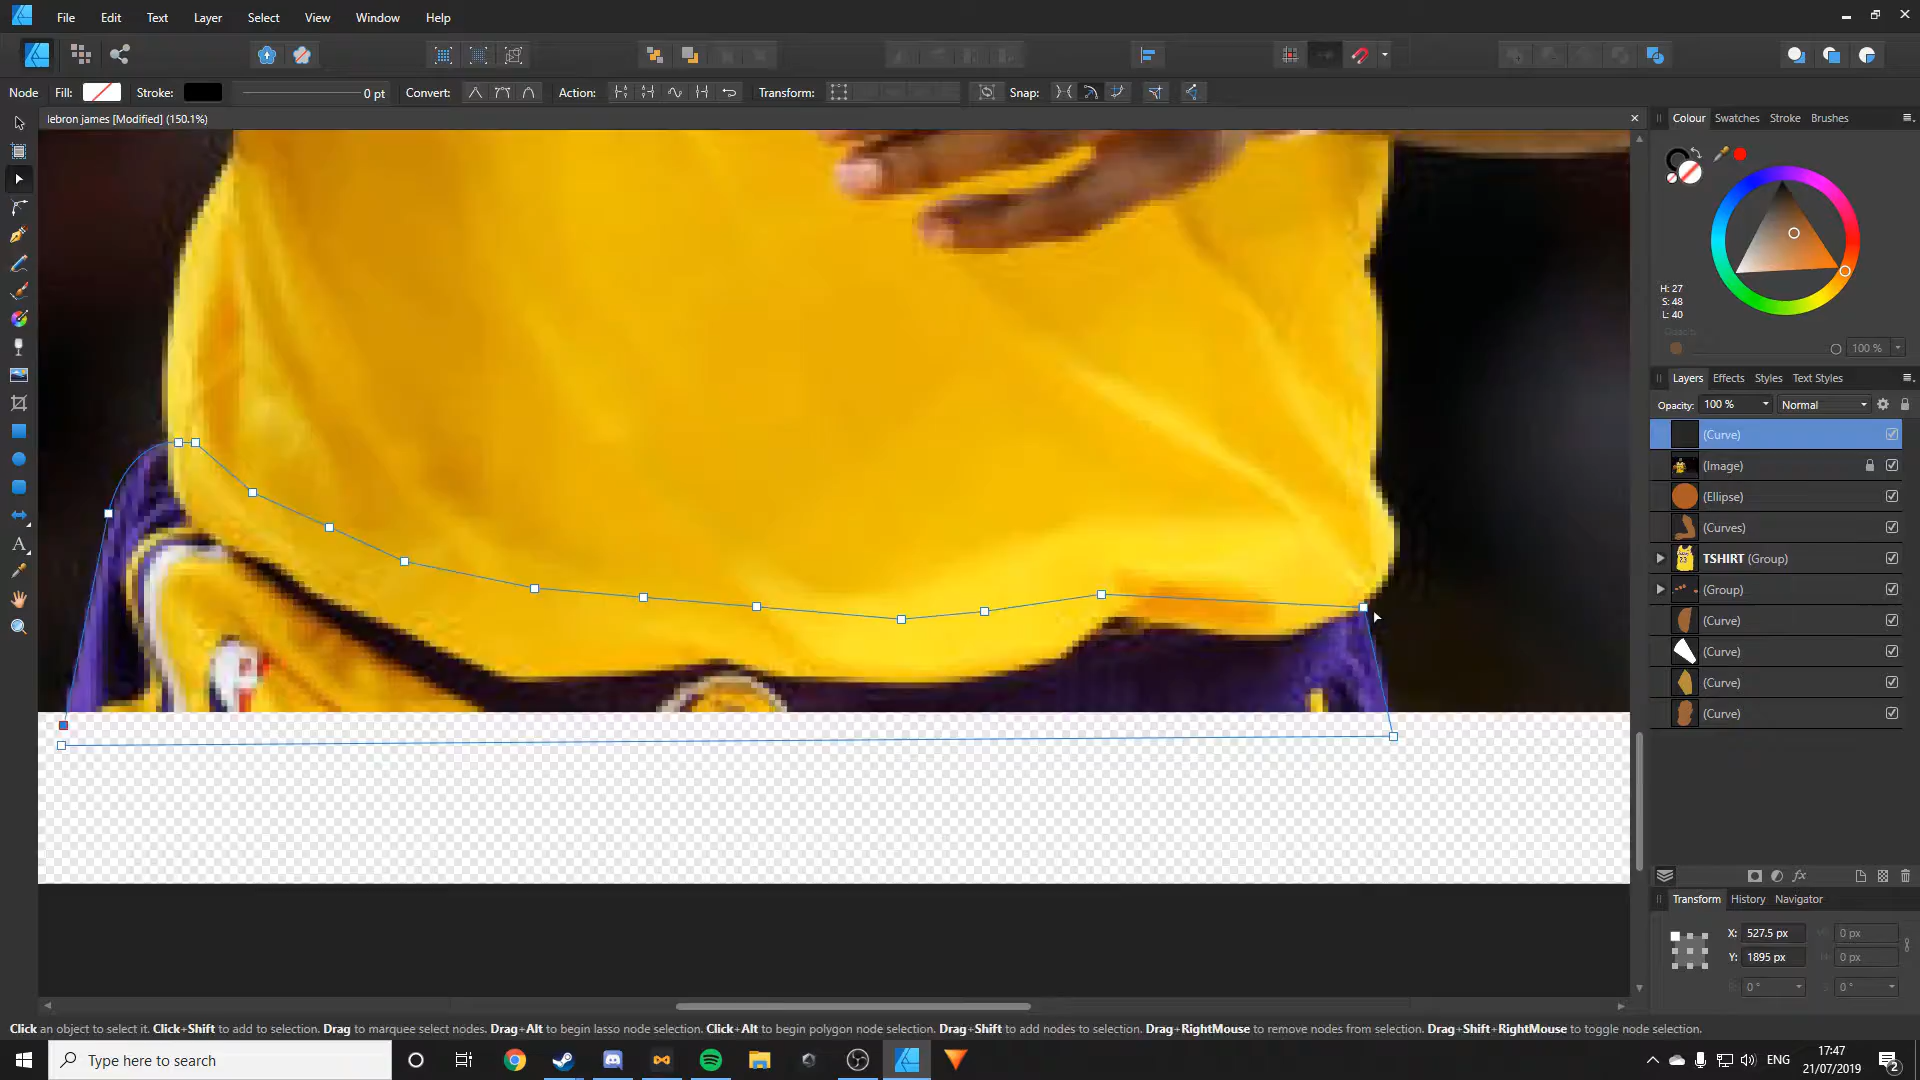 File Edit Text Layer Select View Window Help
Node Fill: Stroke: 0 pt Convert: Action: Transform: Snap:
lebron james [Modified] (150.1%)
Colour Swatches Stroke Brushes
H: 27
S: 48
L: 40
Opacity
100 %
Layers Effects Styles Text Styles
Opacity: 100 % Normal
(Curve)
(Image)
(Ellipse)
(Curves)
TSHIRT (Group)
(Group)
(Curve)
(Curve)
(Curve)
(Curve)
Transform History Navigator
X: 527.5 px W: 0 px
Y: 1895 px H: 0 px
R: 0 ° S: 0 °
Click an object to select it. Click+Shift to add to selection. Drag to marquee select nodes. Drag+Alt to begin lasso node selection. Click+Alt to begin polygon node selection. Drag+Shift to add nodes to selection. Drag+RightMouse to remove nodes from selection. Drag+Shift+RightMouse to toggle node selection.
Type here to search
ENG
17:47
21/07/2019
2